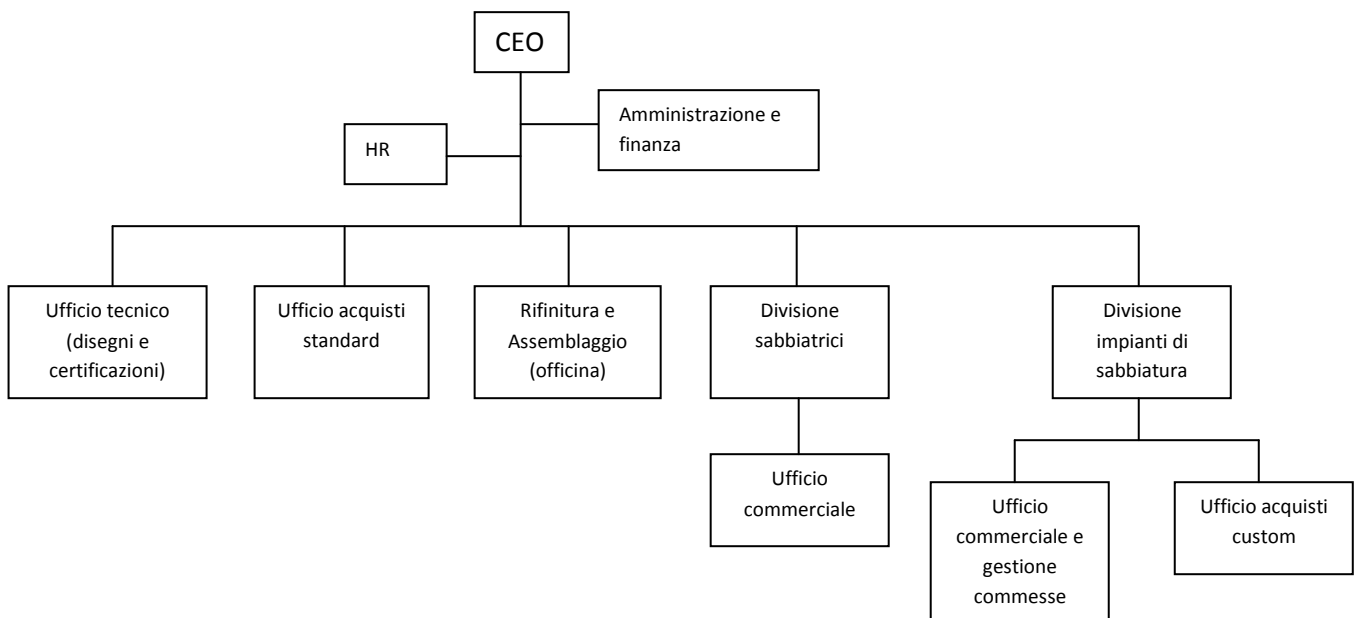 CEO
Amministrazione e
finanza
HR
Ufficio tecnico
(disegni e
certificazioni)
Ufficio acquisti
standard
Rifinitura e
Assemblaggio
(officina)
Divisione
sabbiatrici
Divisione
impianti di
sabbiatura
Ufficio
commerciale
Ufficio
commerciale e
gestione
commesse
Ufficio acquisti
custom